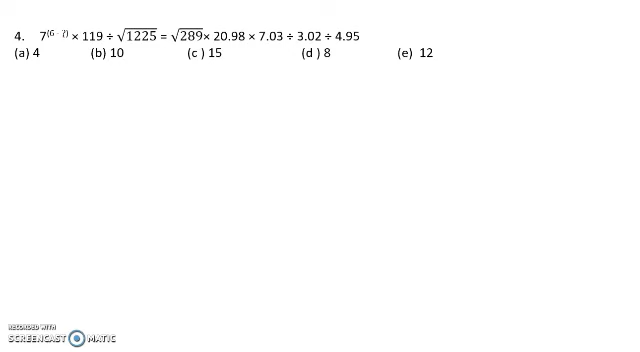 4. 7^(6 - ?) × 119 ÷ √1225 = √289× 20.98 × 7.03 ÷ 3.02 ÷ 4.95
(a) 4 (b) 10 (c ) 15 (d ) 8 (e) 12
RECORDED WITH
SCREENCAST MATIC